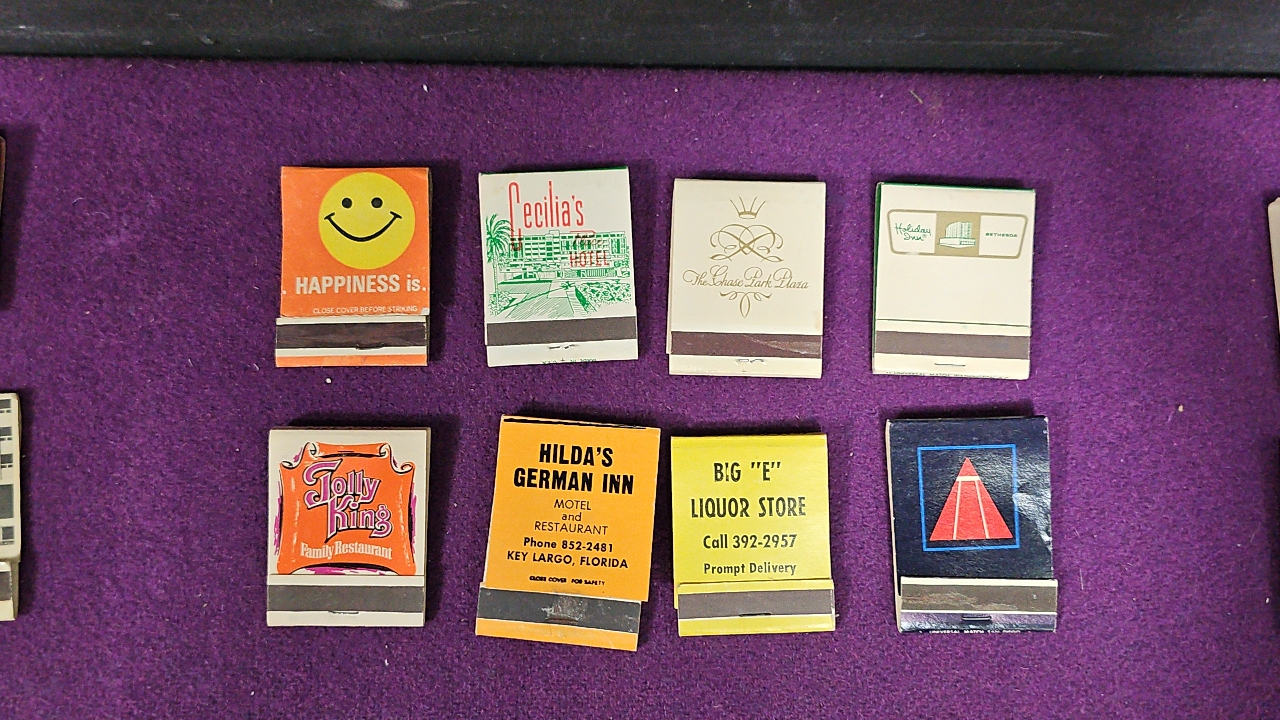 HAPPINESS is.
CLOSE COVER BEFORE STRIKING
Cecilia's
HOTEL
The Chase Park Plaza
Holiday
Inn
BETHESDA
Jolly
King
Family Restaurant
HILDA'S
GERMAN INN
MOTEL
and
RESTAURANT
Phone 852-2481
KEY LARGO, FLORIDA
CLOSE COVER FOR SAFETY
BIG "E"
LIQUOR STORE
Call 392-2957
Prompt Delivery